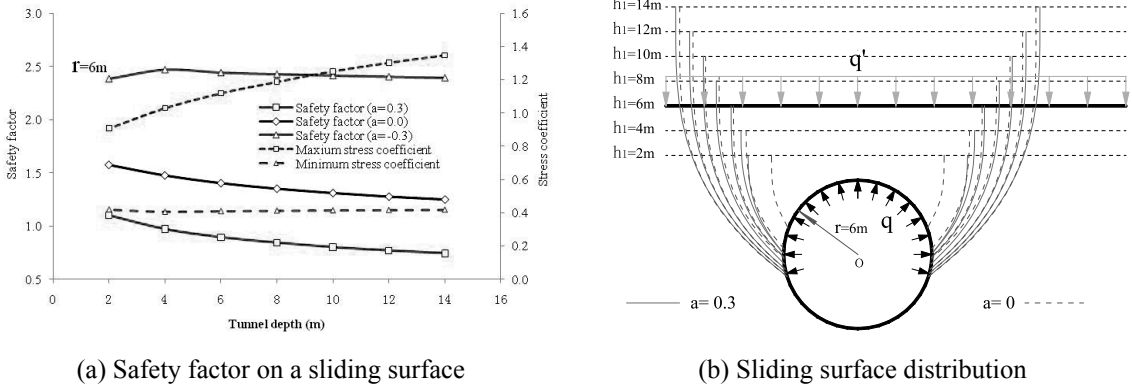 3.0
2.5
2.0
1.5
1.0
0.5
Safety factor
r=6m
Safety factor (a=0.3)
Safety factor (a=0.0)
Safety factor (a=-0.3)
Maxium stress coefficient
Minimum stress coefficient
1.6
1.4
1.2
1.0
0.8
0.6
0.4
0.2
0.0
Stress coefficient
0 2 4 6 8 10 12 14 16
Tunnel depth (m)
(a) Safety factor on a sliding surface
h1=14m
h1=12m
h1=10m
h1=8m
h1=6m
h1=4m
h1=2m
q'
q
r=6m
O
a= 0.3
a= 0
(b) Sliding surface distribution